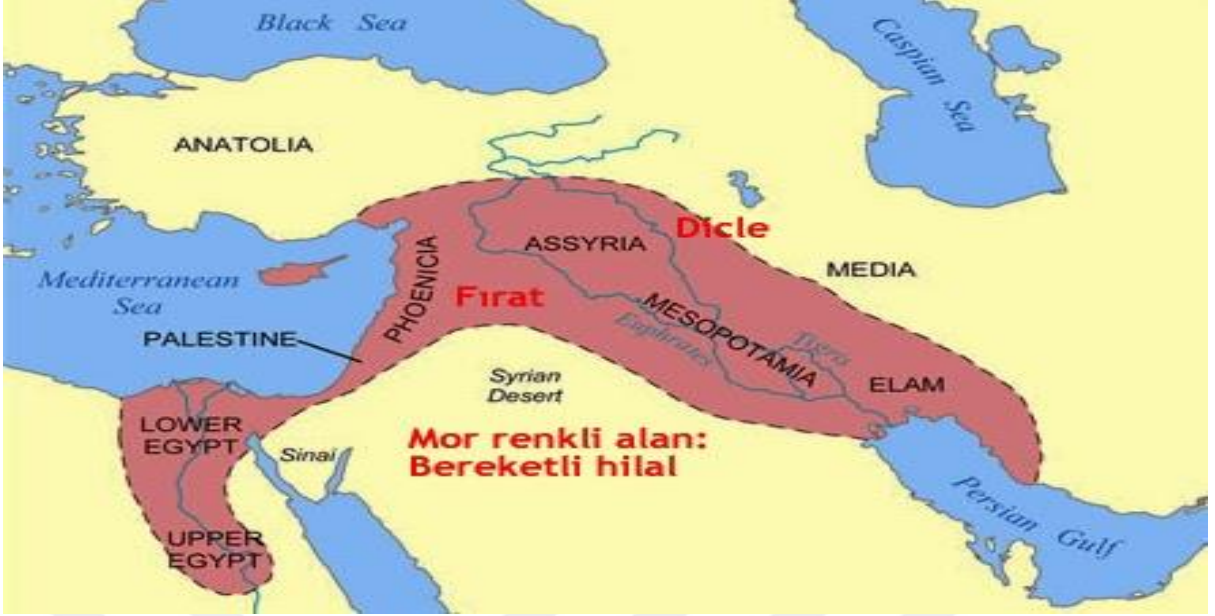 Black Sea
Caspian Sea
ANATOLIA
Dicle
ASSYRIA
MEDIA
Mediterranean
Sea
PHOENICIA
Fırat
MESOPOTAMIA
Euphrates
Tigris
PALESTINE
ELAM
Syrian
Desert
LOWER
EGYPT
Sinai
Mor renkli alan:
Bereketli hilal
Persian Gulf
UPPER
EGYPT